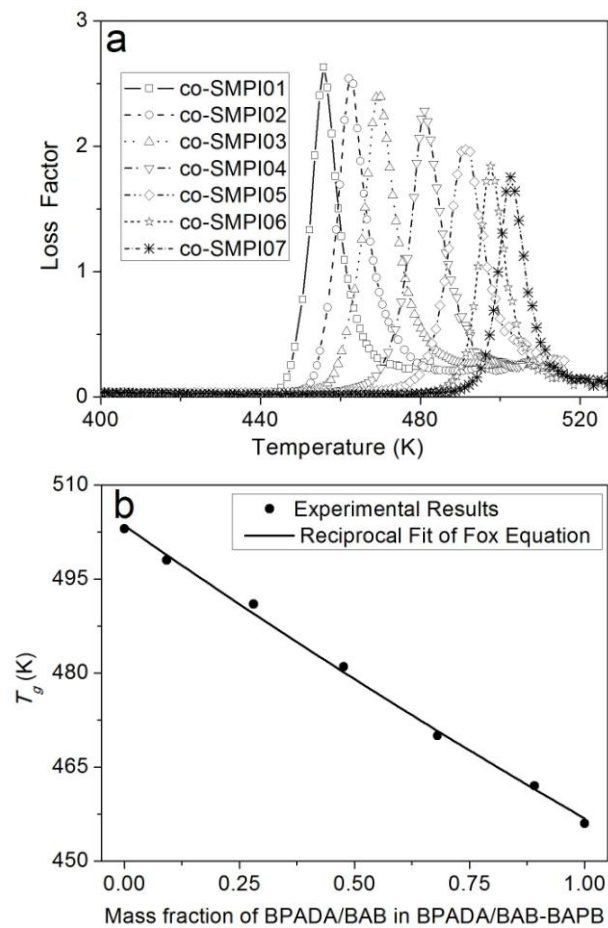 a
3
2
1
0
Loss Factor
co-SMPI01
co-SMPI02
co-SMPI03
co-SMPI04
co-SMPI05
co-SMPI06
co-SMPI07
400 440 480 520
Temperature (K)
b
510
495
480
465
450
T_g (K)
Experimental Results
Reciprocal Fit of Fox Equation
0.00 0.25 0.50 0.75 1.00
Mass fraction of BPADA/BAB in BPADA/BAB-BAPB